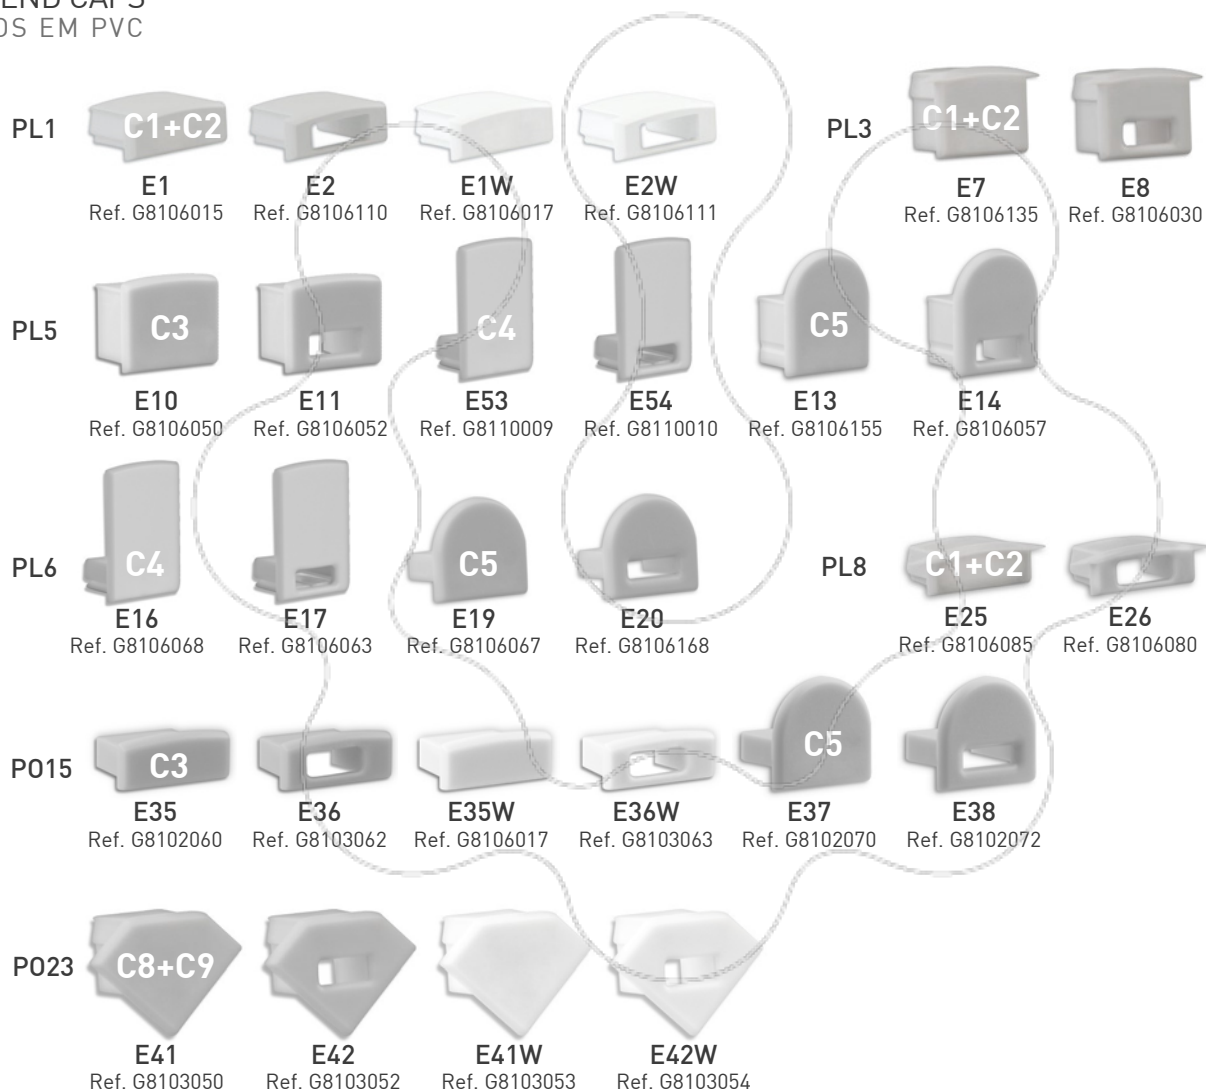 END CAPS
OS EM PVC
PL1
C1+C2
E1
Ref. G8106015
E2
Ref. G8106110
E1W
Ref. G8106017
E2W
Ref. G8106111
PL3
C1+C2
E7
Ref. G8106135
E8
Ref. G8106030
PL5
C3
E10
Ref. G8106050
E11
Ref. G8106052
C4
E53
Ref. G8110009
E54
Ref. G8110010
C5
E13
Ref. G8106155
E14
Ref. G8106057
PL6
C4
E16
Ref. G8106068
E17
Ref. G8106063
C5
E19
Ref. G8106067
E20
Ref. G8106168
PL8
C1+C2
E25
Ref. G8106085
E26
Ref. G8106080
PO15
C3
E35
Ref. G8102060
E36
Ref. G8103062
E35W
Ref. G8106017
E36W
Ref. G8103063
C5
E37
Ref. G8102070
E38
Ref. G8102072
PO23
C8+C9
E41
Ref. G8103050
E42
Ref. G8103052
E41W
Ref. G8103053
E42W
Ref. G8103054